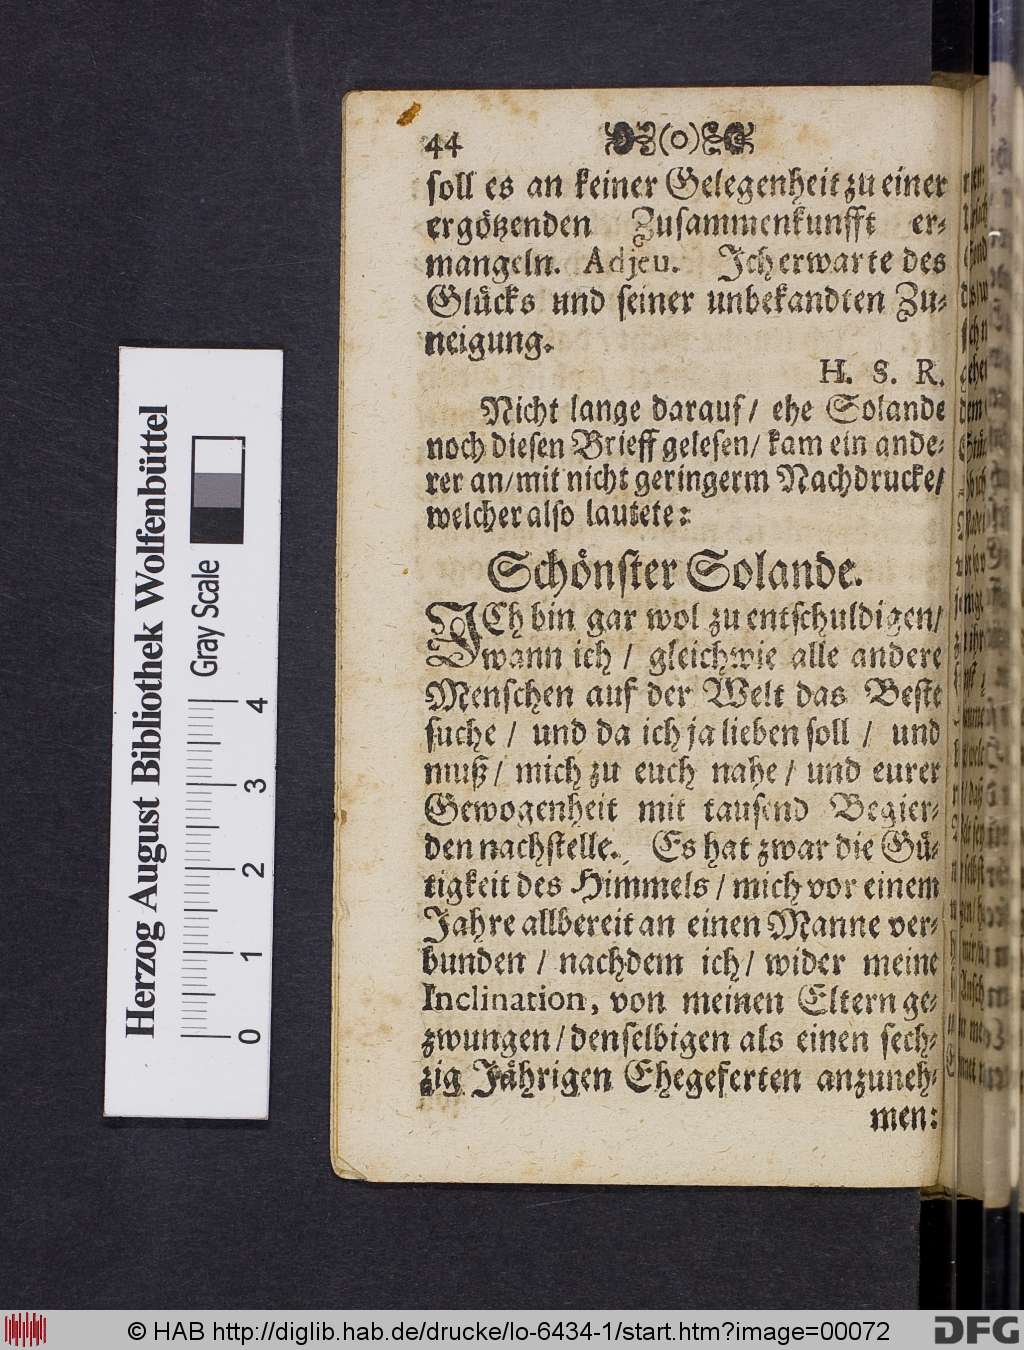 44 (o)
soll es an keiner Gelegenheit zu einer
ergötzenden Zusammenkunfft er-
mangeln. Adjeu. Ich erwarte des
Glücks und seiner unbekandten Zu-
neigung.
H. S. R.
Nicht lange darauf/ ehe Solande
noch diesen Brieff gelesen/ kam ein ande-
rer an/mit nicht geringerm Nachdrucke/
welcher also lautete:
Schönster Solande.
ICh bin gar wol zu entschuldigen/
wann ich / gleichwie alle andere
Menschen auf der Welt das Beste
suche / und da ich ja lieben soll / und
muß/ mich zu euch nahe/ und eurer
Gewogenheit mit tausend Begier-
den nachstelle. Es hat zwar die Gü-
tigkeit des Himmels / mich vor einem
Jahre allbereit an einen Manne ver-
bunden / nachdem ich/ wider meine
Inclination, von meinen Eltern ge-
zwungen/denselbigen als einen sech-
zig Jährigen Ehegeferten anzuneh-
men:
Herzog August Bibliothek Wolfenbüttel
Gray Scale
0 1 2 3 4
© HAB http://diglib.hab.de/drucke/lo-6434-1/start.htm?image=00072
DFG